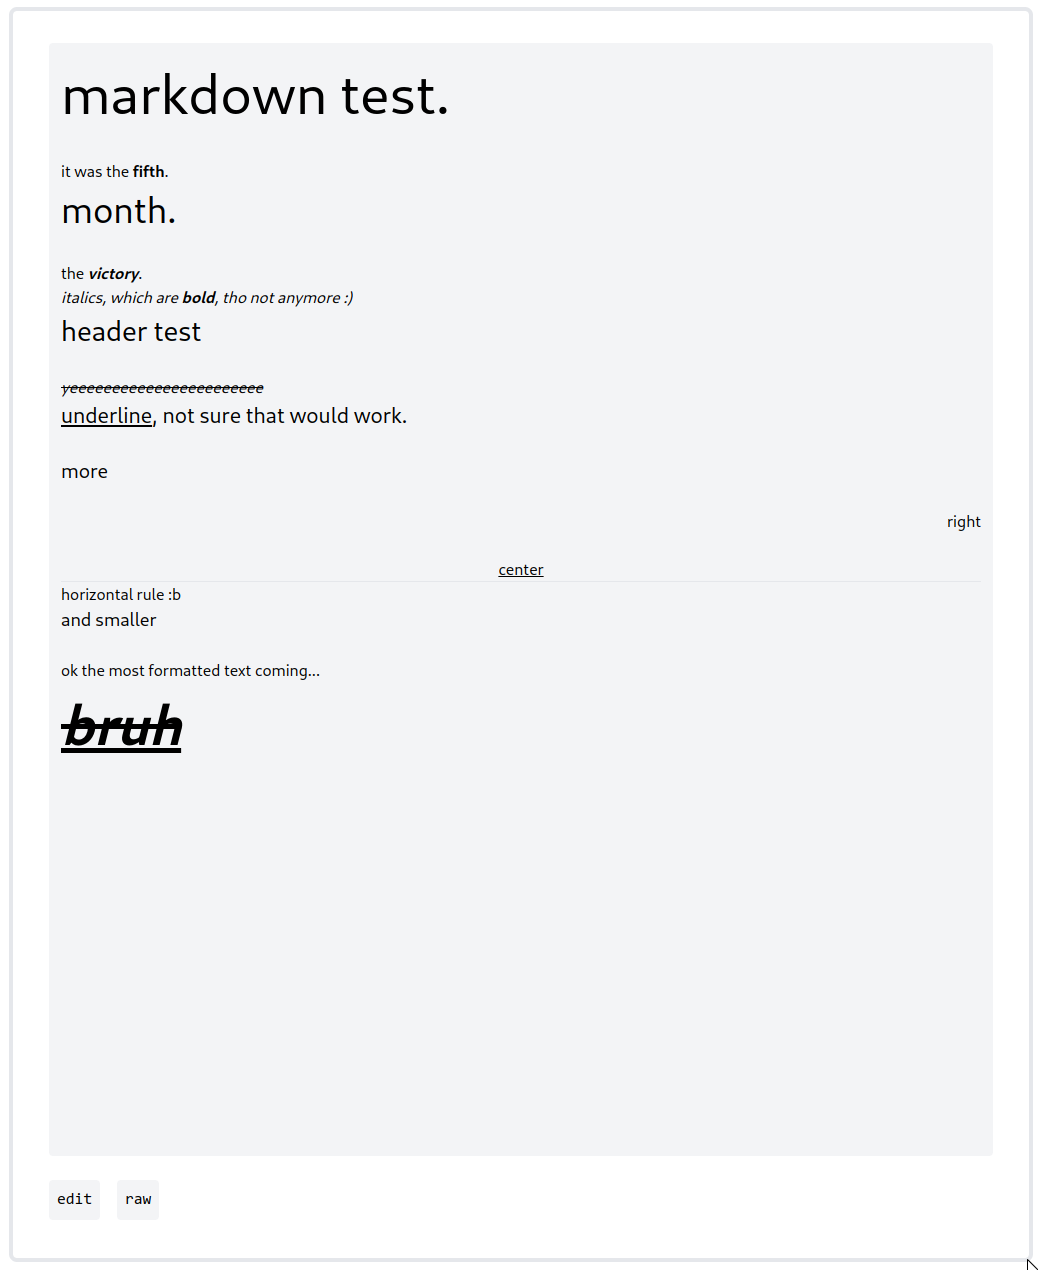 markdown test.
it was the fifth.
month.
the victory.
italics, which are bold, tho not anymore :)
header test
yeeeeeeeeeeeeeeeeeeeeeee
underline, not sure that would work.
more
right
center
horizontal rule :b
and smaller
ok the most formatted text coming...
bruh
edit
raw